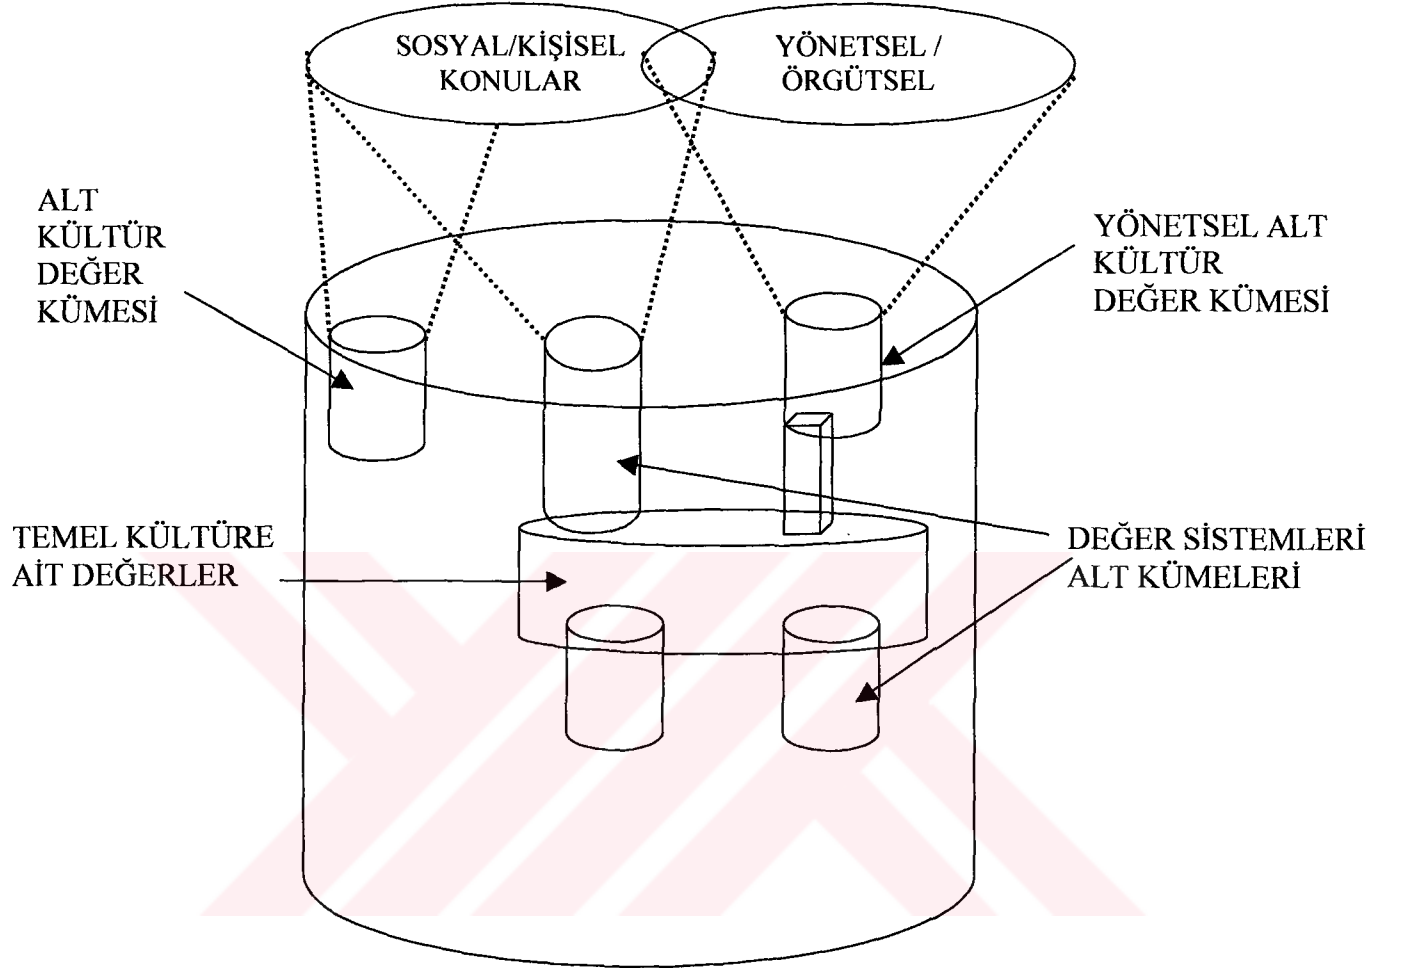 SOSYAL/KİŞİSEL
KONULAR
YÖNETSEL /
ÖRGÜTSEL
ALT
KÜLTÜR
DEĞER
KÜMESİ
YÖNETSEL ALT
KÜLTÜR
DEĞER KÜMESİ
TEMEL KÜLTÜRE
AİT DEĞERLER
DEĞER SİSTEMLERİ
ALT KÜMELERİ